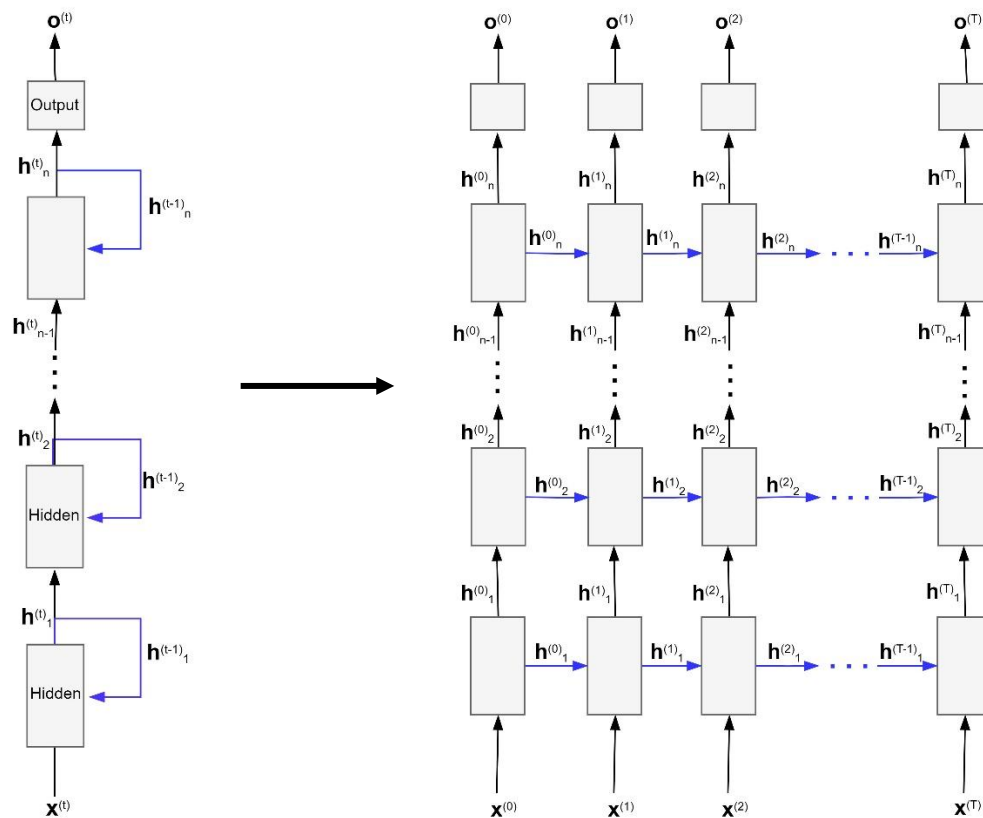 o(t)
Output
h(t)n
h(t-1)n
h(t)n-1
h(t)2
h(t-1)2
Hidden
h(t)1
h(t-1)1
Hidden
x(t)
o(0) o(1) o(2) o(T)
h(0)n h(1)n h(2)n h(T)n
h(0)n h(1)n h(2)n h(T-1)n
h(0)n-1 h(1)n-1 h(2)n-1 h(T)n-1
h(0)2 h(1)2 h(2)2 h(T)2
h(0)2 h(1)2 h(2)2 h(T-1)2
h(0)1 h(1)1 h(2)1 h(T)1
h(0)1 h(1)1 h(2)1 h(T-1)1
x(0) x(1) x(2) x(T)